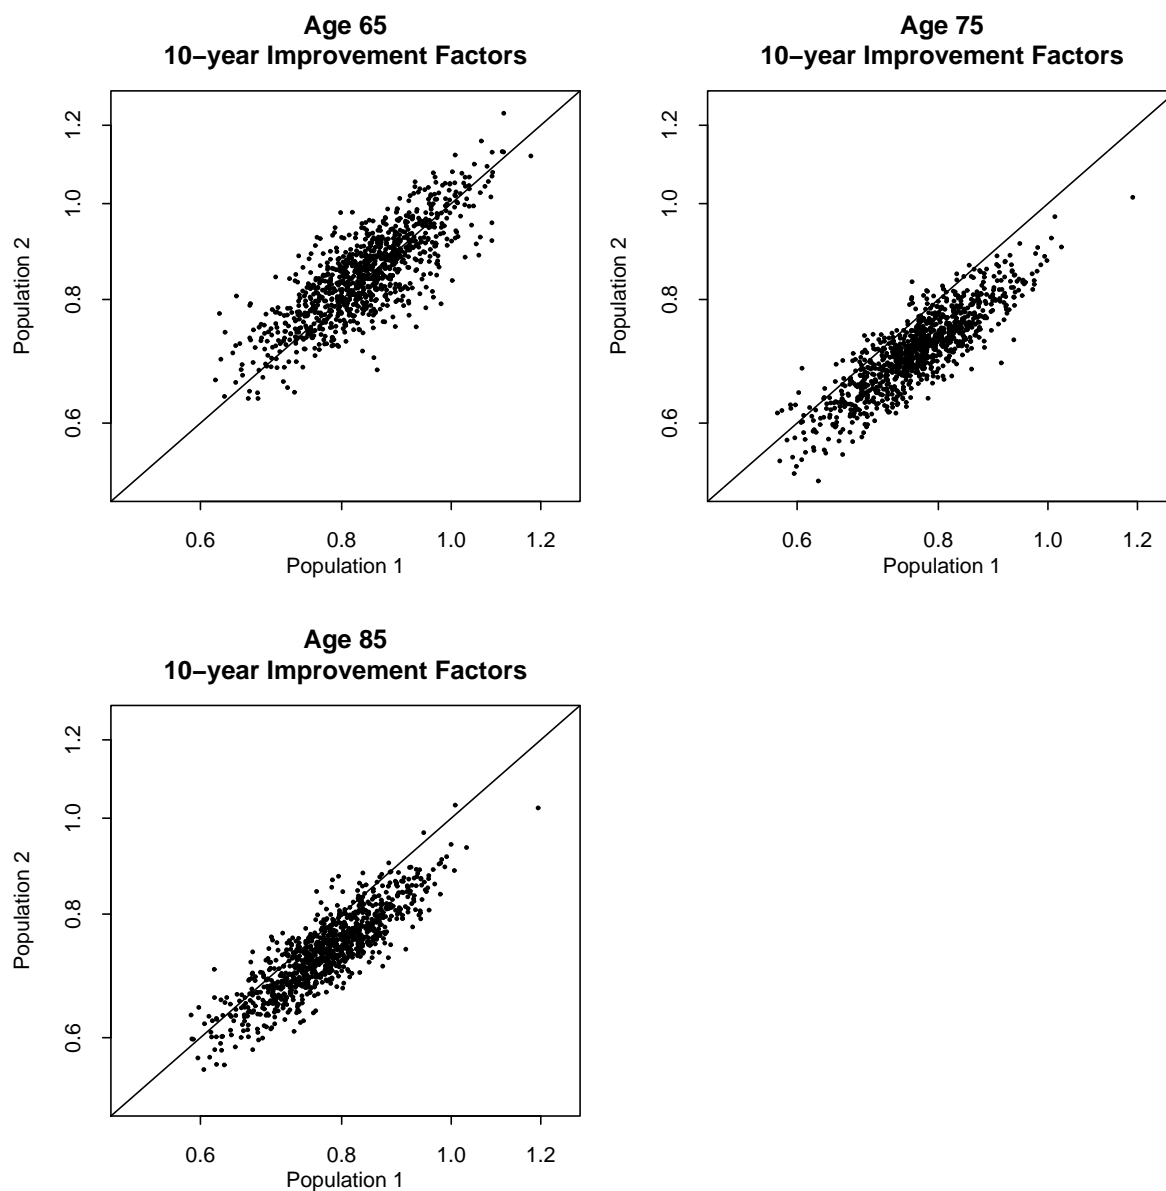 Age 65
10−year Improvement Factors
1.2
1.0
0.8
0.6
Population 2
0.6 0.8 1.0 1.2
Population 1
Age 75
10−year Improvement Factors
1.2
1.0
0.8
0.6
Population 2
0.6 0.8 1.0 1.2
Population 1
Age 85
10−year Improvement Factors
1.2
1.0
0.8
0.6
Population 2
0.6 0.8 1.0 1.2
Population 1